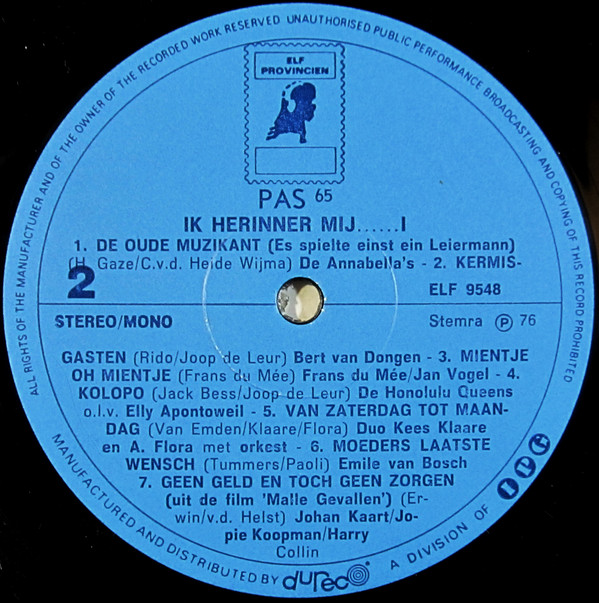 ALL RIGHTS OF THE MANUFACTURER AND OF THE OWNER OF THE RECORDED WORK RESERVED UNAUTHORISED PUBLIC PERFORMANCE BROADCASTING AND COPYING OF THIS RECORD PROHIBITED
ELF
PROVINCIEN
PAS 65
IK HERINNER MIJ......I
1. DE OUDE MUZIKANT (Es spielte einst ein Leiermann)
(H. Gaze/C.v.d. Heide Wijma) De Annabella's - 2. KERMIS-
2
ELF 9548
STEREO/MONO
Stemra Ⓟ 76
GASTEN (Rido/Joop de Leur) Bert van Dongen - 3. MIENTJE
OH MIENTJE (Frans du Mée) Frans du Mée/Jan Vogel - 4.
KOLOPO (Jack Bess/Joop de Leur) De Honolulu Queens
o.l.v. Elly Apontoweil - 5. VAN ZATERDAG TOT MAAN-
DAG (Van Emden/Klaare/Flora) Duo Kees Klaare
en A. Flora met orkest - 6. MOEDERS LAATSTE
WENSCH (Tummers/Paoli) Emile van Bosch
7. GEEN GELD EN TOCH GEEN ZORGEN
(uit de film 'Malle Gevallen') (Er-
win/v.d. Helst) Johan Kaart/Jo-
pie Koopman/Harry
Collin
MANUFACTURED AND DISTRIBUTED BY dureco A DIVISION OF